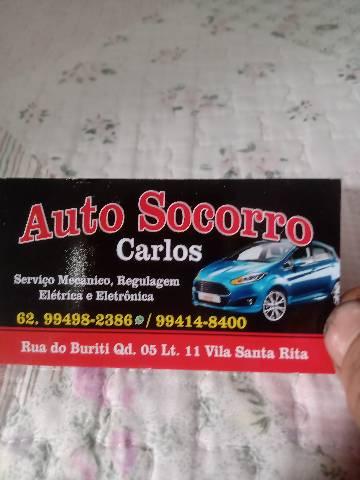 Auto Socorro
Carlos
Serviço Mecânico, Regulagem
Elétrica e Eletrônica
62. 99498-2386 / 99414-8400
Rua do Buriti Qd. 05 Lt. 11 Vila Santa Rita